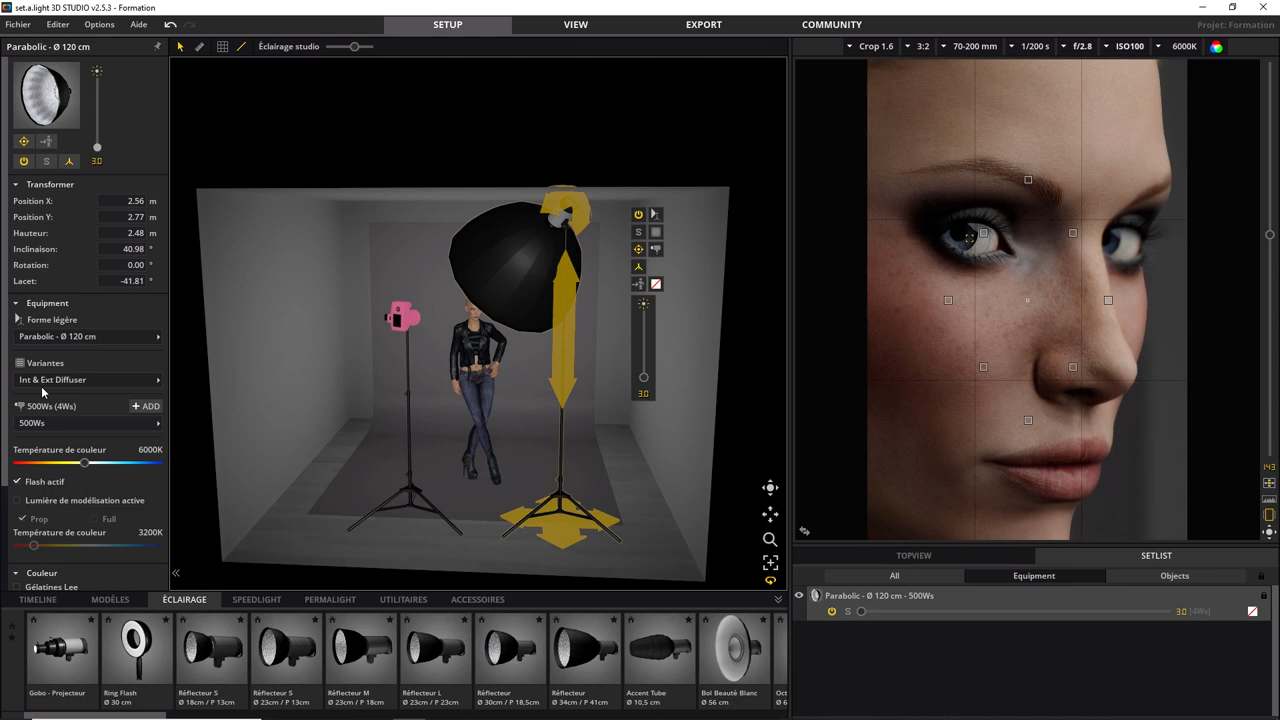 set.a.light 3D STUDIO v2.5.3 - Formation
Fichier Editer Options Aide
SETUP VIEW EXPORT COMMUNITY
Projet: Formation
Parabolic - Ø 120 cm
Éclairage studio
Crop 1.6 3:2 70-200 mm 1/200 s f/2.8 ISO100 6000K
S
3.0
Transformer
Position X: 2.56 m
Position Y: 2.77 m
Hauteur: 2.48 m
Inclinaison: 40.98 °
Rotation: 0.00 °
Lacet: -41.81 °
Equipment
Forme légère
Parabolic - Ø 120 cm
Variantes
Int & Ext Diffuser
500Ws (4Ws) + ADD
500Ws
Température de couleur 6000K
Flash actif
Lumière de modélisation active
Prop Full
Température de couleur 3200K
Couleur
Gélatines Lee
S
3.0
143
TOPVIEW SETLIST
All Equipment Objects
Parabolic - Ø 120 cm - 500Ws
S 3.0 [4Ws]
TIMELINE MODÈLES ÉCLAIRAGE SPEEDLIGHT PERMALIGHT UTILITAIRES ACCESSORIES
Gobo - Projecteur
Ring Flash
Ø 30 cm
Réflecteur S
Ø 18cm / P 13cm
Réflecteur S
Ø 23cm / P 13cm
Réflecteur M
Ø 23cm / P 18cm
Réflecteur L
Ø 23cm / P 23cm
Réflecteur
Ø 30cm / P 18,5cm
Réflecteur
Ø 34cm / P 41cm
Accent Tube
Ø 10,5 cm
Bol Beauté Blanc
Ø 56 cm
Oct